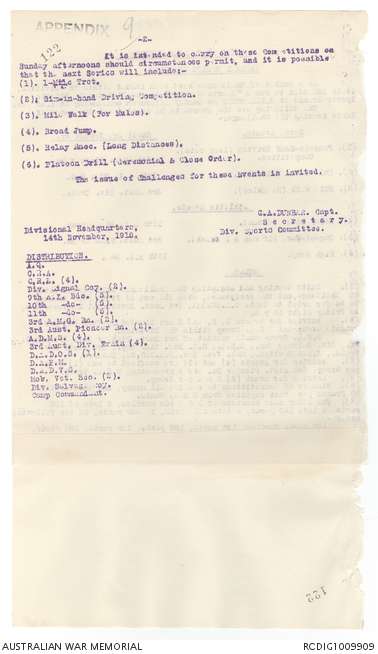 APPENDIX 9
122
-2-
It is intended to carry on these Competitions on
Sunday afternoons should circumstances permit, and it is possible
that the next Series will include:-
(1). 1-Mile Trot.
(2). Six-in-hand Driving Competition.
(3). Mile Walk (For Mules).
(4). Broad Jump.
(5). Relay Race. (Long Distances).
(6). Platoon Drill (Ceremonial & Close Order).
The issue of Challenges for these Events is invited.
C.A.DUNBAR. Capt.
Secretary.
Divisional Headquarters,
Div. Sports Committee.
14th November, 1918.
DISTRIBUTION.
C.R.A.
C.R.E. (4).
Div. Signal Coy. (2).
9th A.I. Bde. (5).
10th -do- (5).
11th -do- (5).
3rd A.M.G. Bn. (2).
3rd Aust. Pioneer Bn. (2).
A.D.M.S. (4).
3rd Aust. Div. Train (4).
D.A.D.O.S. (1).
D.A.P.M.
D.A.D.V.S.
Mob. Vet. Sec. (2).
Div. Salvage Coy.
Camp Commandant.
122
AUSTRALIAN WAR MEMORIAL
RCDIG1009909